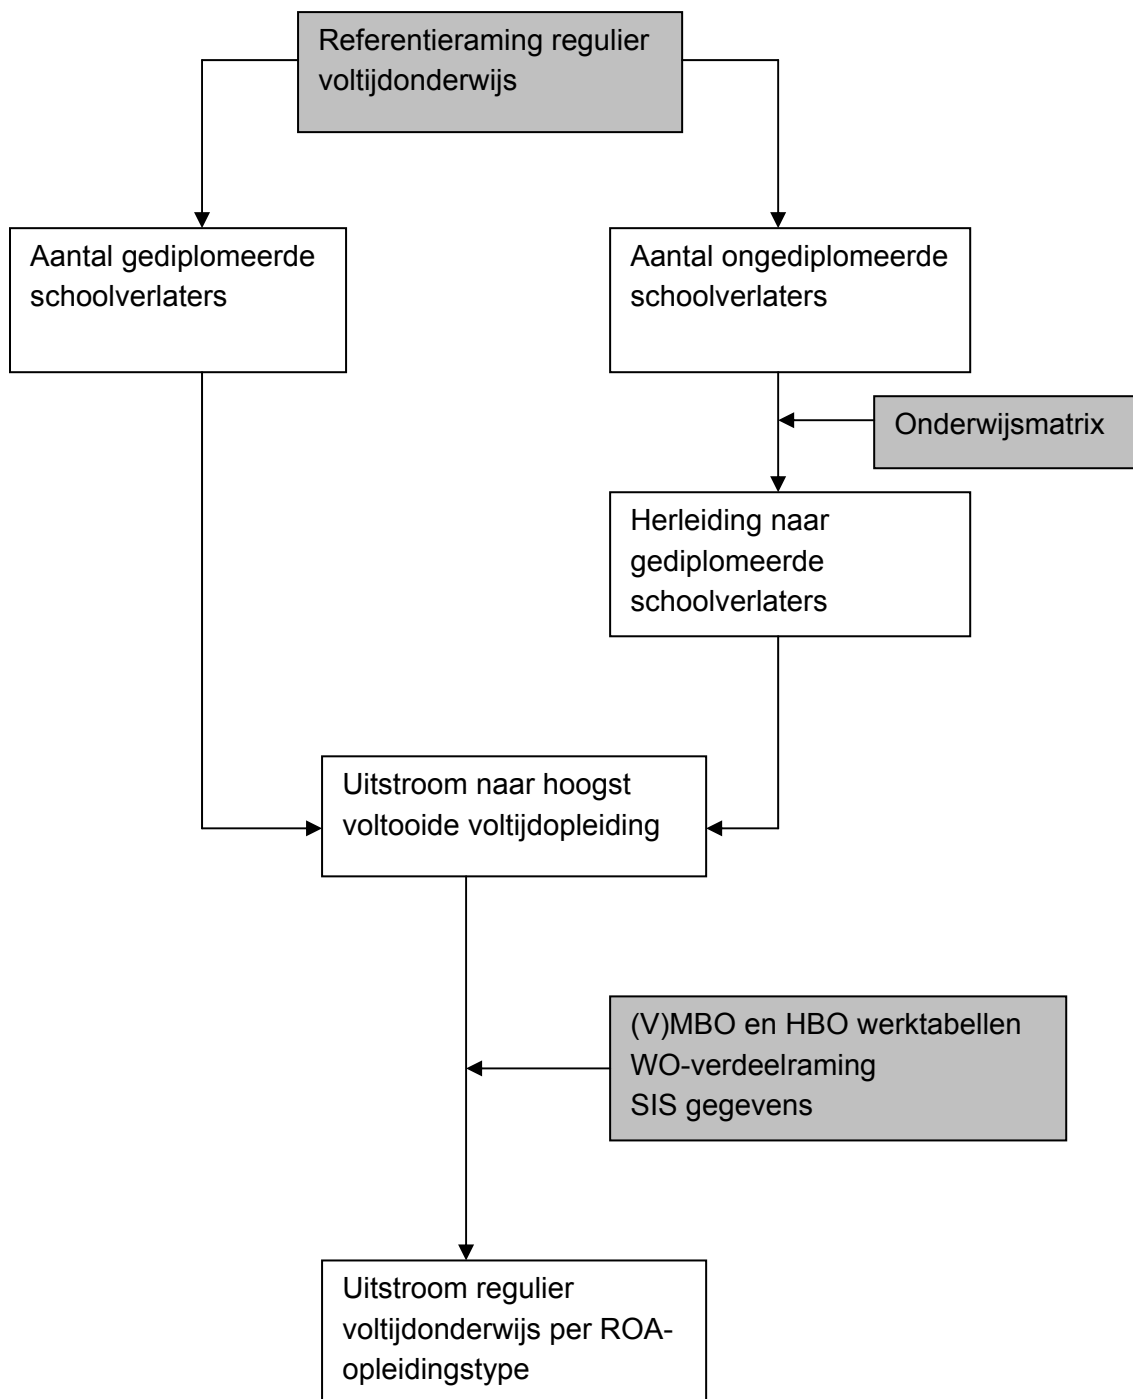 Referentieraming regulier
voltijdonderwijs
Aantal gediplomeerde
schoolverlaters
Aantal ongediplomeerde
schoolverlaters
Onderwijsmatrix
Herleiding naar
gediplomeerde
schoolverlaters
Uitstroom naar hoogst
voltooide voltijdopleiding
(V)MBO en HBO werktabellen
WO-verdeelraming
SIS gegevens
Uitstroom regulier
voltijdonderwijs per ROA-
opleidingstype